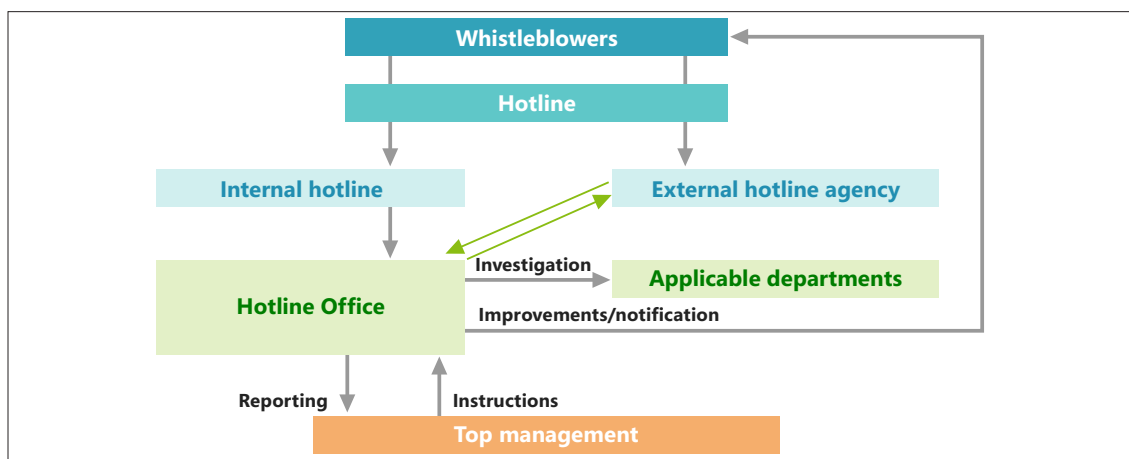 Whistleblowers
Hotline
Internal hotline
External hotline agency
Investigation
Applicable departments
Hotline Office
Improvements/notification
Reporting
Instructions
Top management